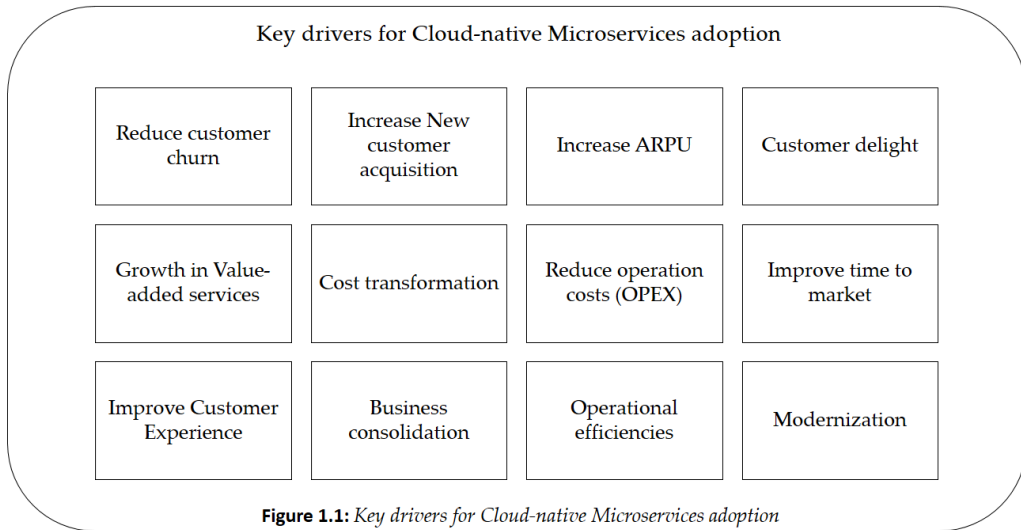 Key drivers for Cloud-native Microservices adoption
Reduce customer
churn
Increase New
customer
acquisition
Increase ARPU
Customer delight
Growth in Value-
added services
Cost transformation
Reduce operation
costs (OPEX)
Improve time to
market
Improve Customer
Experience
Business
consolidation
Operational
efficiencies
Modernization
Figure 1.1: Key drivers for Cloud-native Microservices adoption